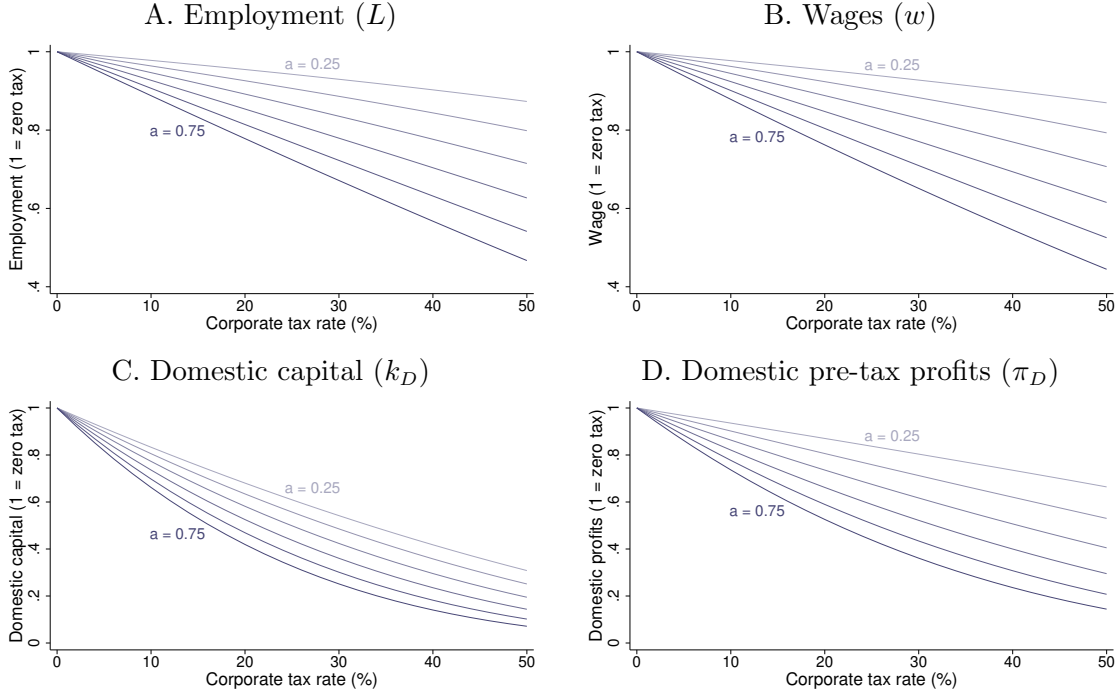 A. Employment (L)
Employment (1 = zero tax)
1
.8
.6
.4
a = 0.25
a = 0.75
0 10 20 30 40 50
Corporate tax rate (%)
B. Wages (w)
Wage (1 = zero tax)
1
.8
.6
.4
a = 0.25
a = 0.75
0 10 20 30 40 50
Corporate tax rate (%)
C. Domestic capital (k_D)
Domestic capital (1 = zero tax)
1
.8
.6
.4
.2
0
a = 0.25
a = 0.75
0 10 20 30 40 50
Corporate tax rate (%)
D. Domestic pre-tax profits (π_D)
Domestic profits (1 = zero tax)
1
.8
.6
.4
.2
0
a = 0.25
a = 0.75
0 10 20 30 40 50
Corporate tax rate (%)